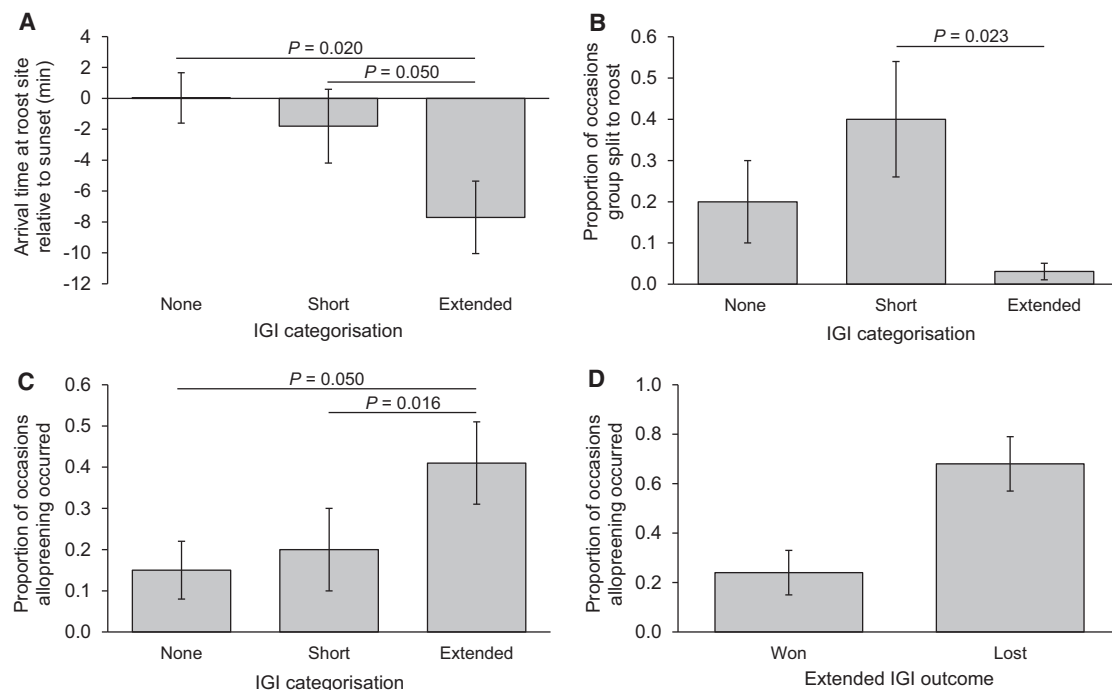 A
Arrival time at roost site
relative to sunset (min)
4
2
0
-2
-4
-6
-8
-10
-12
P = 0.020
P = 0.050
None Short Extended
IGI categorisation
B
Proportion of occasions
group split to roost
0.6
0.5
0.4
0.3
0.2
0.1
0.0
P = 0.023
None Short Extended
IGI categorisation
C
Proportion of occasions
allopreening occurred
0.6
0.5
0.4
0.3
0.2
0.1
0.0
P = 0.050
P = 0.016
None Short Extended
IGI categorisation
D
Proportion of occasions
allopreening occurred
1.0
0.8
0.6
0.4
0.2
0.0
Won Lost
Extended IGI outcome